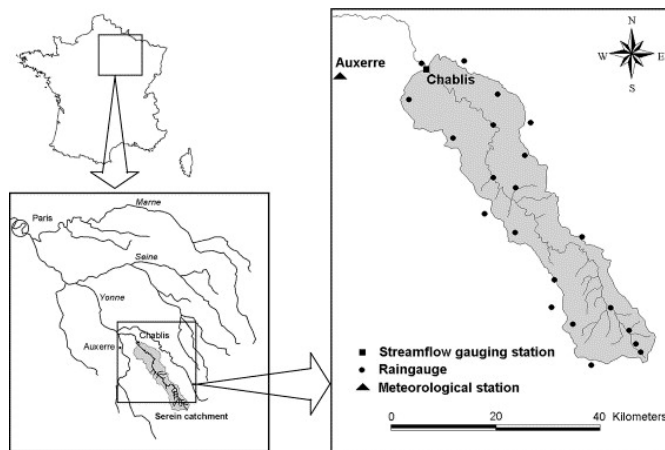 Marne
Paris
Seine
Yonne
Chablis
Auxerre
Serein catchment
N
W
E
S
Auxerre
Chablis
Streamflow gauging station
Raingauge
Meteorological station
0
20
40 Kilometers